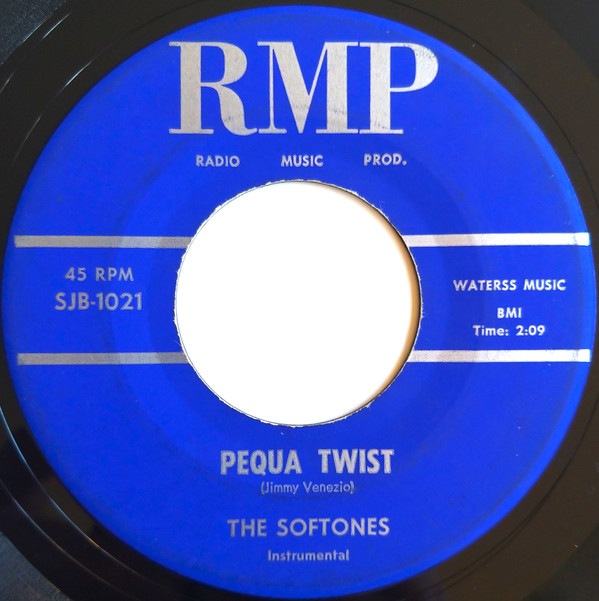 RMP
RADIO MUSIC PROD.
45 RPM
SJB-1021
WATERSS MUSIC
BMI
Time: 2:09
PEQUA TWIST
(Jimmy Venezio)
THE SOFTONES
Instrumental